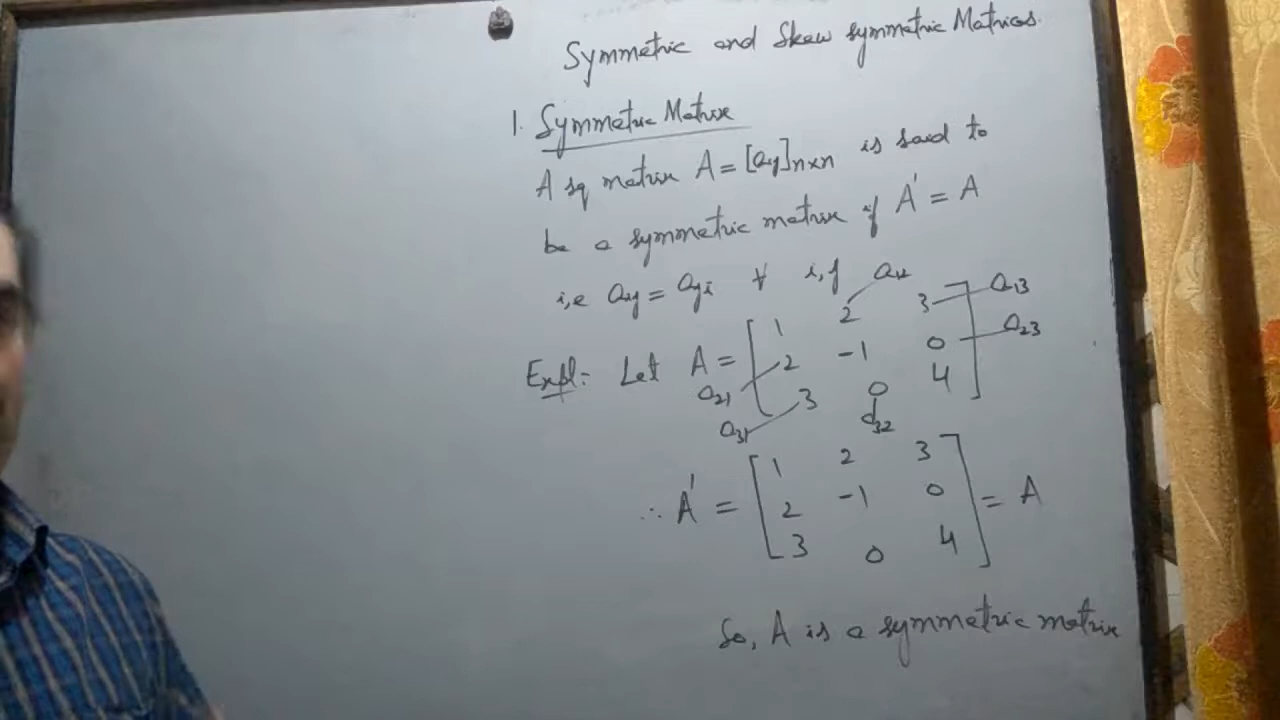 Symmetric and Skew symmetric Matrices.
1. Symmetric Matrix
A sq matrix A = [aij]n×n is said to
be a symmetric matrix if A' = A
i,e aij = aji ∀ i,j
a12
1 2 3 a13
Expl:- Let A = 2 -1 0 a23
a21 3 0 4
a31 a32
1 2 3
∴ A' = 2 -1 0 = A
3 0 4
So, A is a symmetric matrix